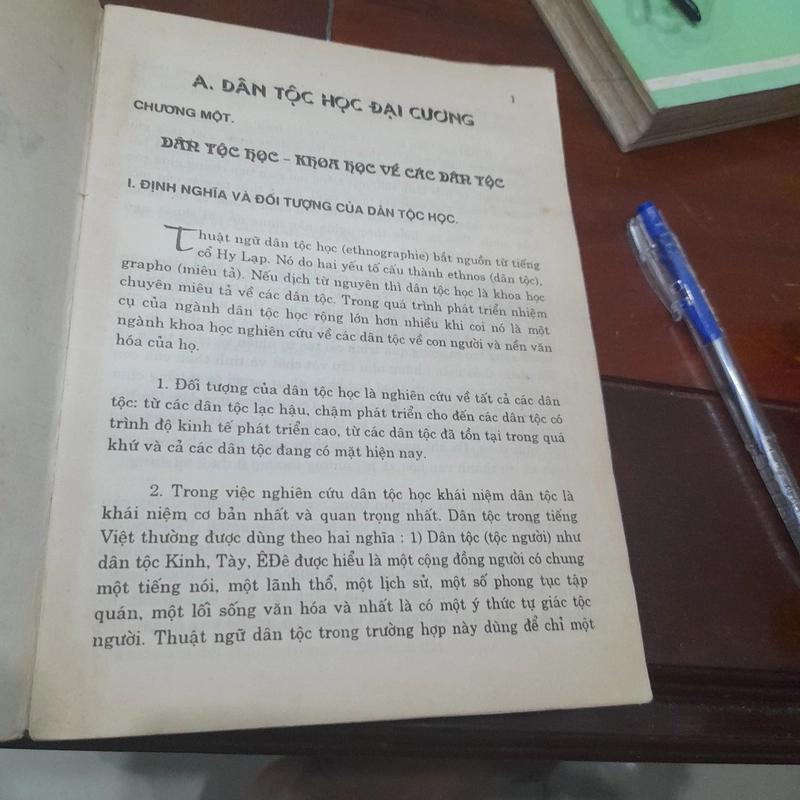 1
A. DÂN TỘC HỌC ĐẠI CƯƠNG
CHƯƠNG MỘT.
DÂN TỘC HỌC - KHOA HỌC VỀ CÁC DÂN TỘC
I. ĐỊNH NGHĨA VÀ ĐỐI TƯỢNG CỦA DÂN TỘC HỌC.
Thuật ngữ dân tộc học (ethnographie) bắt nguồn từ tiếng
cổ Hy Lạp. Nó do hai yếu tố cấu thành ethnos (dân tộc),
grapho (miêu tả). Nếu dịch từ nguyên thì dân tộc học là khoa học
chuyên miêu tả về các dân tộc. Trong quá trình phát triển nhiệm
cụ của ngành dân tộc học rộng lớn hơn nhiều khi coi nó là một
ngành khoa học nghiên cứu về các dân tộc về con người và nền văn
hóa của họ.
1. Đối tượng của dân tộc học là nghiên cứu về tất cả các dân
tộc: từ các dân tộc lạc hậu, chậm phát triển cho đến các dân tộc có
trình độ kinh tế phát triển cao, từ các dân tộc đã tồn tại trong quá
khứ và cả các dân tộc đang có mặt hiện nay.
2. Trong việc nghiên cứu dân tộc học khái niệm dân tộc là
khái niệm cơ bản nhất và quan trọng nhất. Dân tộc trong tiếng
Việt thường được dùng theo hai nghĩa : 1) Dân tộc (tộc người) như
dân tộc Kinh, Tày, ÊĐê được hiểu là một cộng đồng người có chung
một tiếng nói, một lãnh thổ, một lịch sử, một số phong tục tập
quán, một lối sống văn hóa và nhất là có một ý thức tự giác tộc
người. Thuật ngữ dân tộc trong trường hợp này dùng để chỉ một